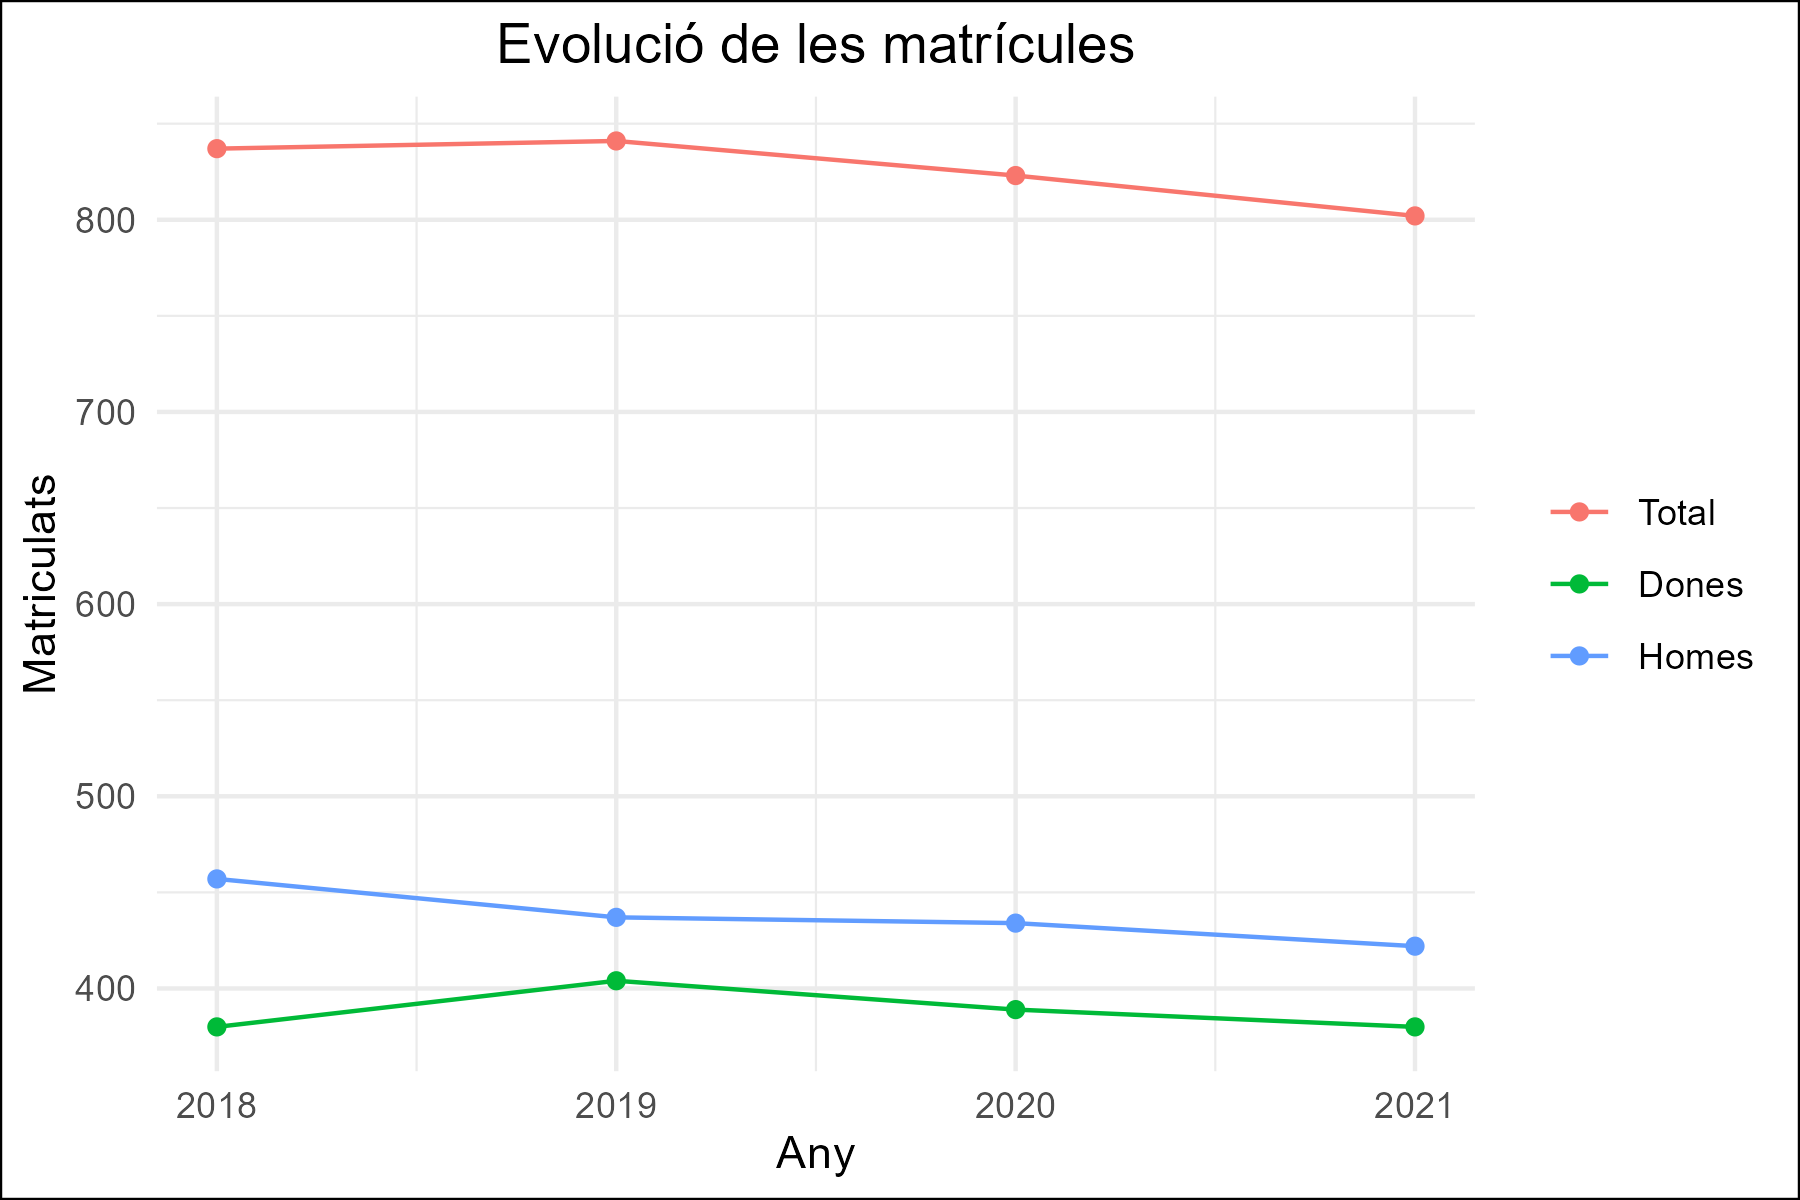 Evolució de les matrícules
Matriculats
800
700
600
500
400
2018
2019
2020
2021
Any
Total
Dones
Homes